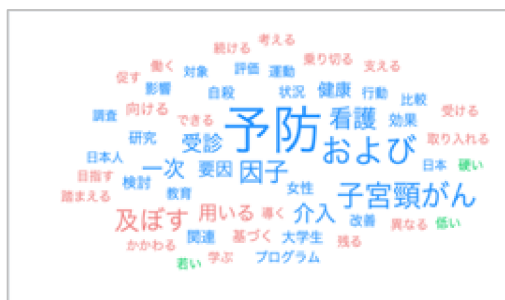 考える
続ける
乗り切る
支える
働く 対象 評価 運動
促す 影響 自殺 状況 健康 行動 比較
調査 向ける できる 予防 看護 効果 受ける
研究 受診 および 取り入れる
日本人 一次 要因 因子 日本 硬い
目指す 検討 女性 子宮頸がん
踏まえる 教育
及ぼす 用いる 導く 介入 改善 異なる 低い
かかわる 関連 基づく 大学生 残る
若い 学ぶ プログラム